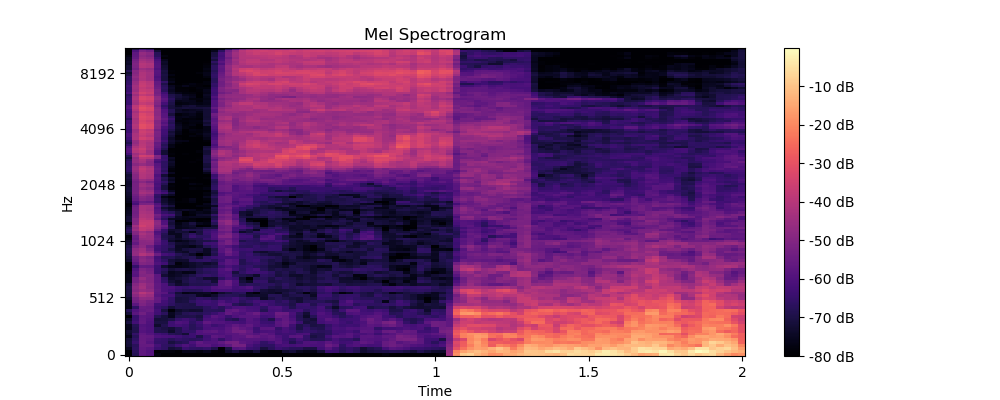 Mel Spectrogram
8192
4096
2048
1024
512
0
Hz
0 0.5 1 1.5 2
Time
-10 dB
-20 dB
-30 dB
-40 dB
-50 dB
-60 dB
-70 dB
-80 dB